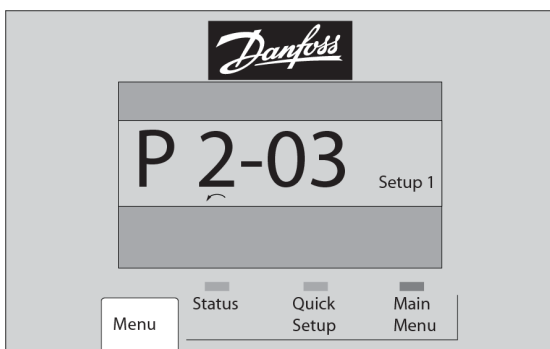 Danfoss
P 2-03
Setup 1
Menu
Status
Quick Setup
Main Menu